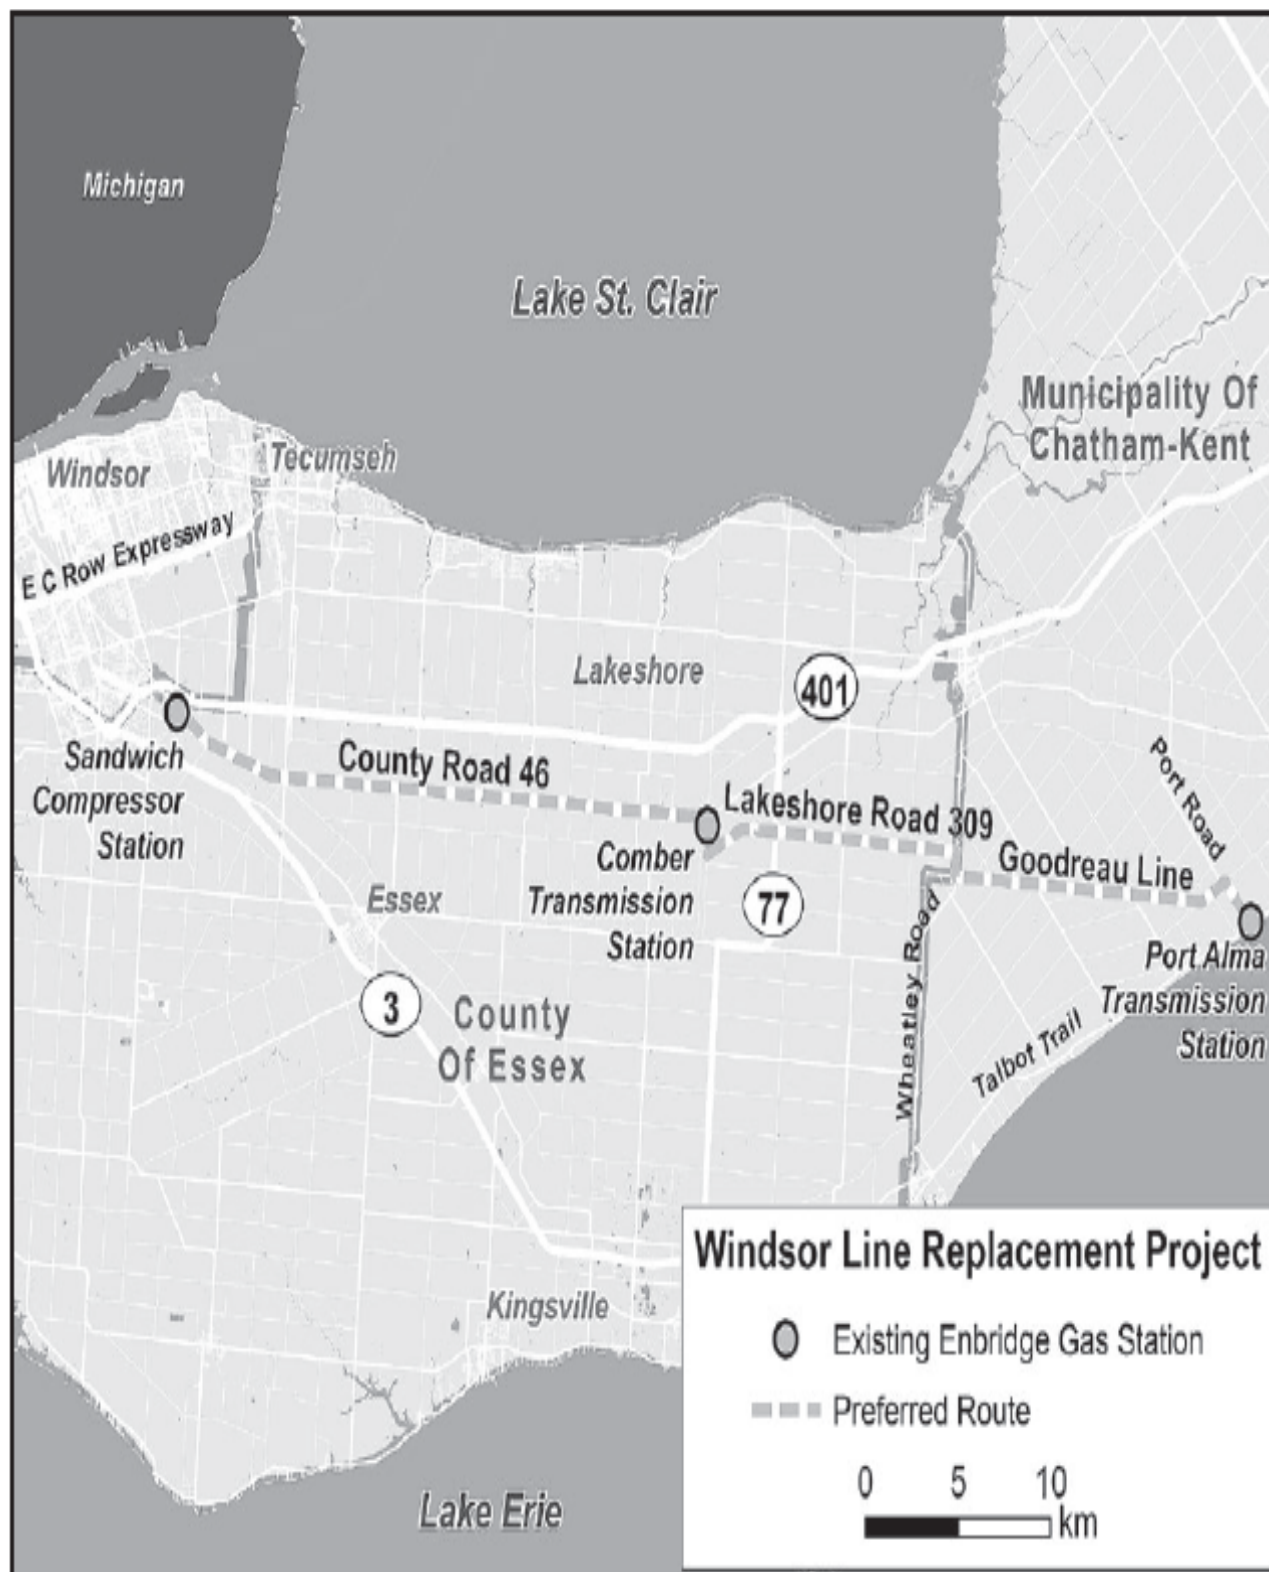 Michigan
Lake St. Clair
Municipality Of
Chatham-Kent
Windsor
Tecumseh
E C Row Expressway
Lakeshore
401
Sandwich
Compressor
Station
County Road 46
Lakeshore Road 309
Port Road
Comber
Transmission
Station
Goodreau Line
77
Essex
Wheatley Road
Port Alma
Transmission
Station
3
County
Of Essex
Talbot Trail
Kingsville
Lake Erie
Windsor Line Replacement Project
Existing Enbridge Gas Station
Preferred Route
0 5 10
km